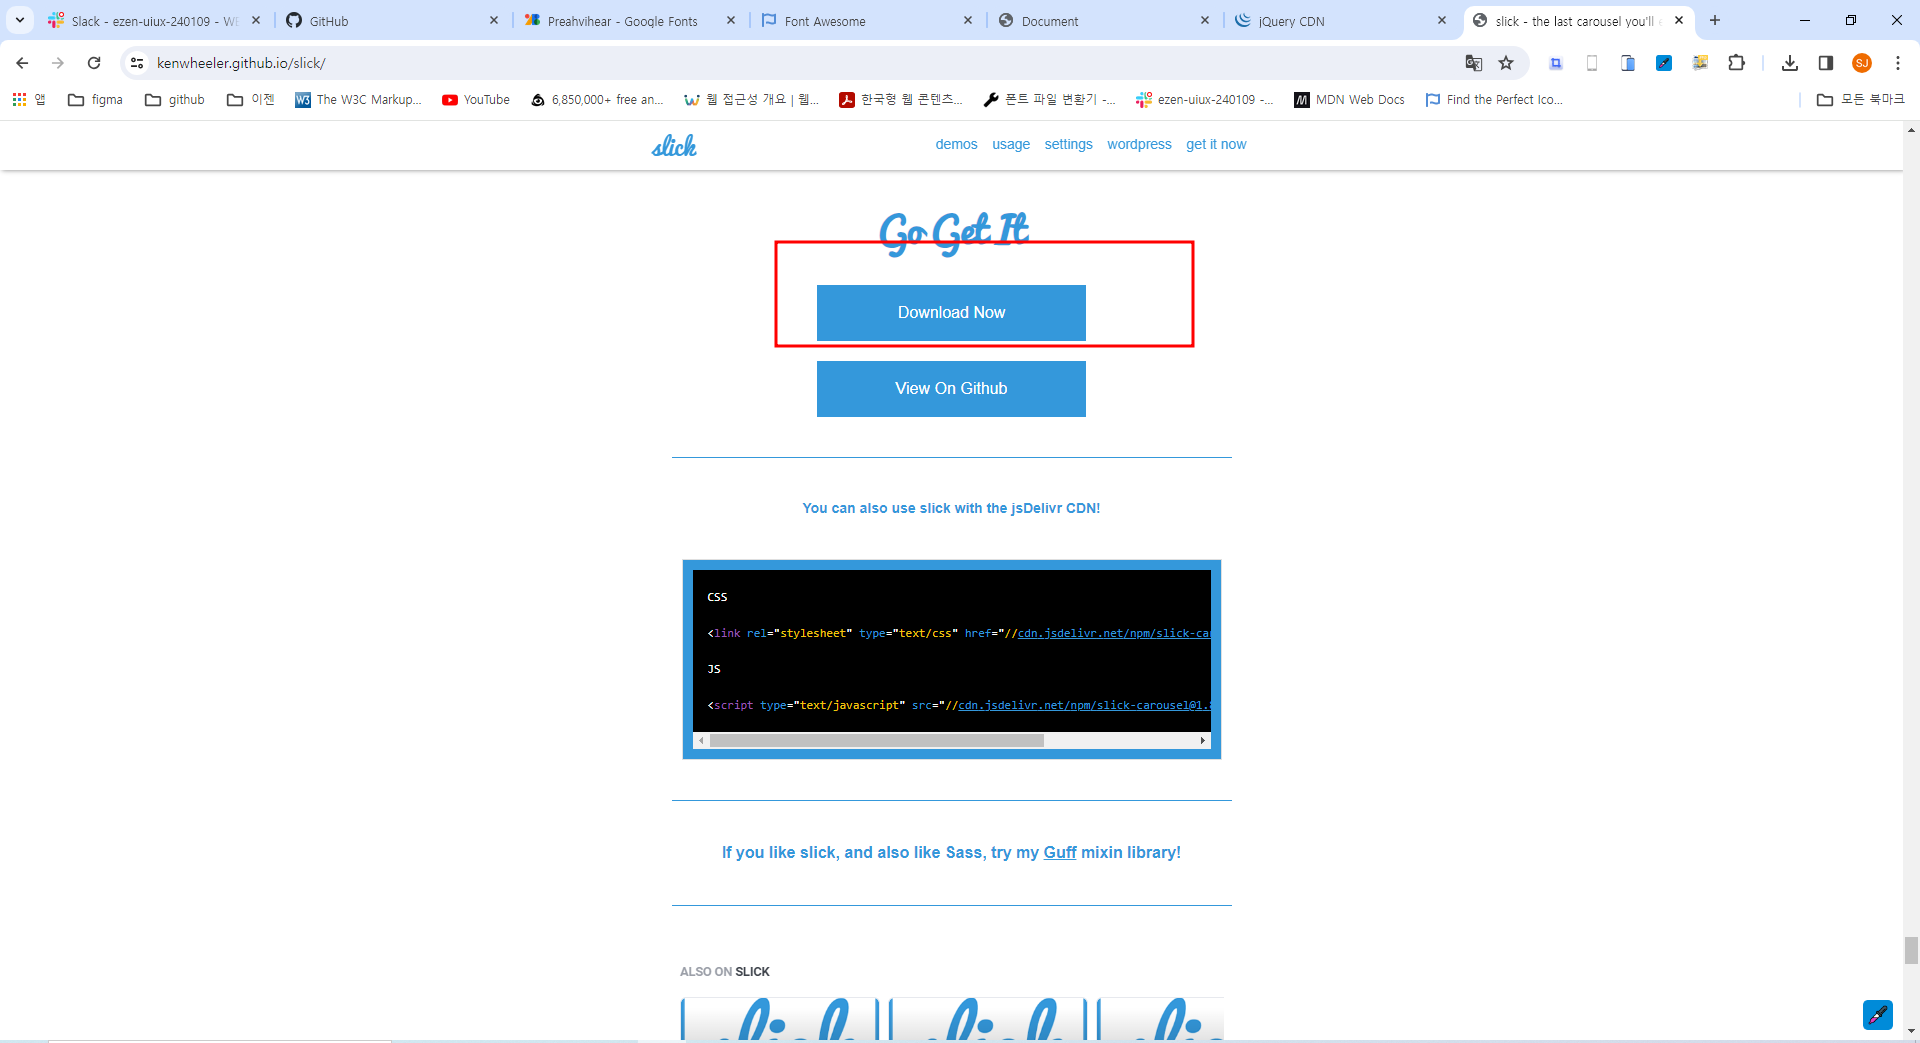 Slack - ezen-uiux-240109 - W
GitHub
Preahvihear - Google Fonts
Font Awesome
Document
jQuery CDN
slick - the last carousel you'll
kenwheeler.github.io/slick/
SJ
앱
figma
github
이젠
The W3C Markup...
YouTube
6,850,000+ free an...
웹 접근성 개요 | 웹...
한국형 웹 콘텐츠...
폰트 파일 변환기 -...
ezen-uiux-240109 -...
MDN Web Docs
Find the Perfect Ico...
모든 북마크
slick
demos
usage
settings
wordpress
get it now
Go Get It
Download Now
View On Github
You can also use slick with the jsDelivr CDN!
CSS
<link rel="stylesheet" type="text/css" href="//cdn.jsdelivr.net/npm/slick-ca
JS
<script type="text/javascript" src="//cdn.jsdelivr.net/npm/slick-carousel@1.
If you like slick, and also like Sass, try my Guff mixin library!
ALSO ON SLICK